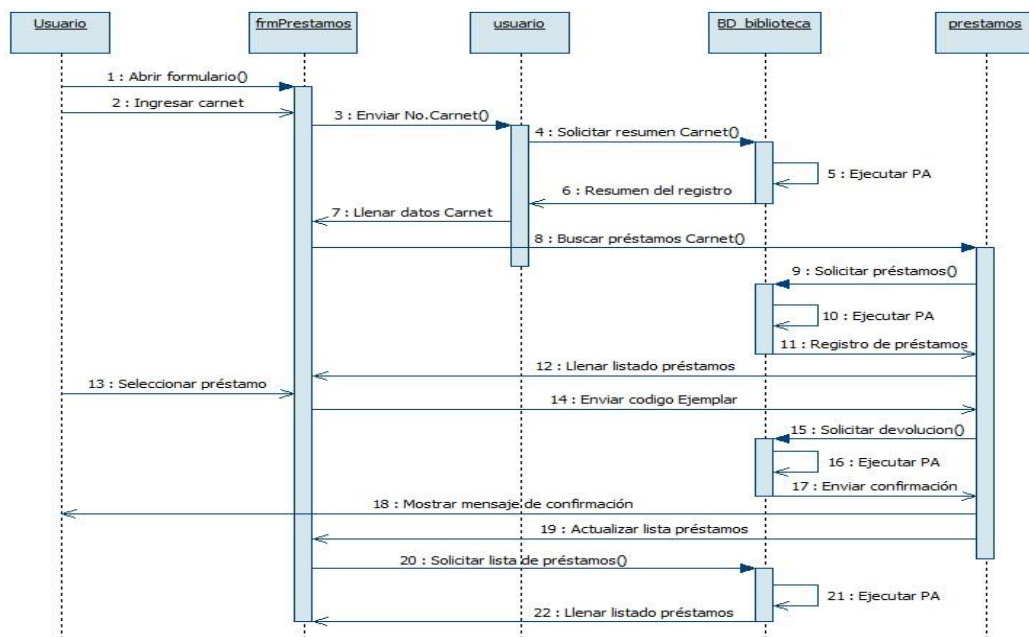 Usuario
frmPrestamos
usuario
BD_biblioteca
prestamos
1 : Abrir formulario()
2 : Ingresar carnet
3 : Enviar No.Carnet()
4 : Solicitar resumen Carnet()
5 : Ejecutar PA
6 : Resumen del registro
7 : Llenar datos Carnet
8 : Buscar préstamos Carnet()
9 : Solicitar préstamos()
10 : Ejecutar PA
11 : Registro de préstamos
12 : Llenar listado préstamos
13 : Seleccionar préstamo
14 : Enviar codigo Ejemplar
15 : Solicitar devolucion()
16 : Ejecutar PA
17 : Enviar confirmación
18 : Mostrar mensaje de confirmación
19 : Actualizar lista préstamos
20 : Solicitar lista de préstamos()
21 : Ejecutar PA
22 : Llenar listado préstamos